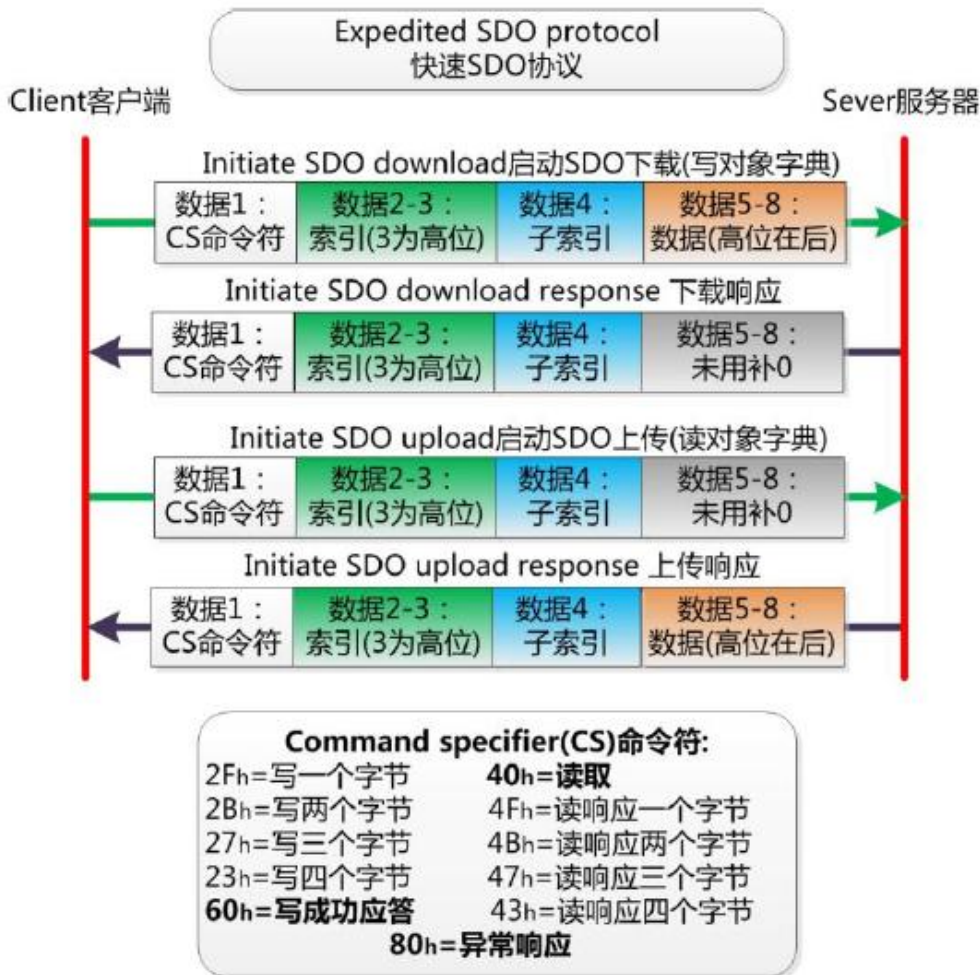 Expedited SDO protocol
快速SDO协议
Client客户端
Sever服务器
Initiate SDO download启动SDO下载(写对象字典)
数据1： 数据2-3： 数据4： 数据5-8：
CS命令符 索引(3为高位) 子索引 数据(高位在后)
Initiate SDO download response 下载响应
数据1： 数据2-3： 数据4： 数据5-8：
CS命令符 索引(3为高位) 子索引 未用补0
Initiate SDO upload启动SDO上传(读对象字典)
数据1： 数据2-3： 数据4： 数据5-8：
CS命令符 索引(3为高位) 子索引 未用补0
Initiate SDO upload response 上传响应
数据1： 数据2-3： 数据4： 数据5-8：
CS命令符 索引(3为高位) 子索引 数据(高位在后)
Command specifier(CS)命令符:
2Fh=写一个字节 40h=读取
2Bh=写两个字节 4Fh=读响应一个字节
27h=写三个字节 4Bh=读响应两个字节
23h=写四个字节 47h=读响应三个字节
60h=写成功应答 43h=读响应四个字节
80h=异常响应